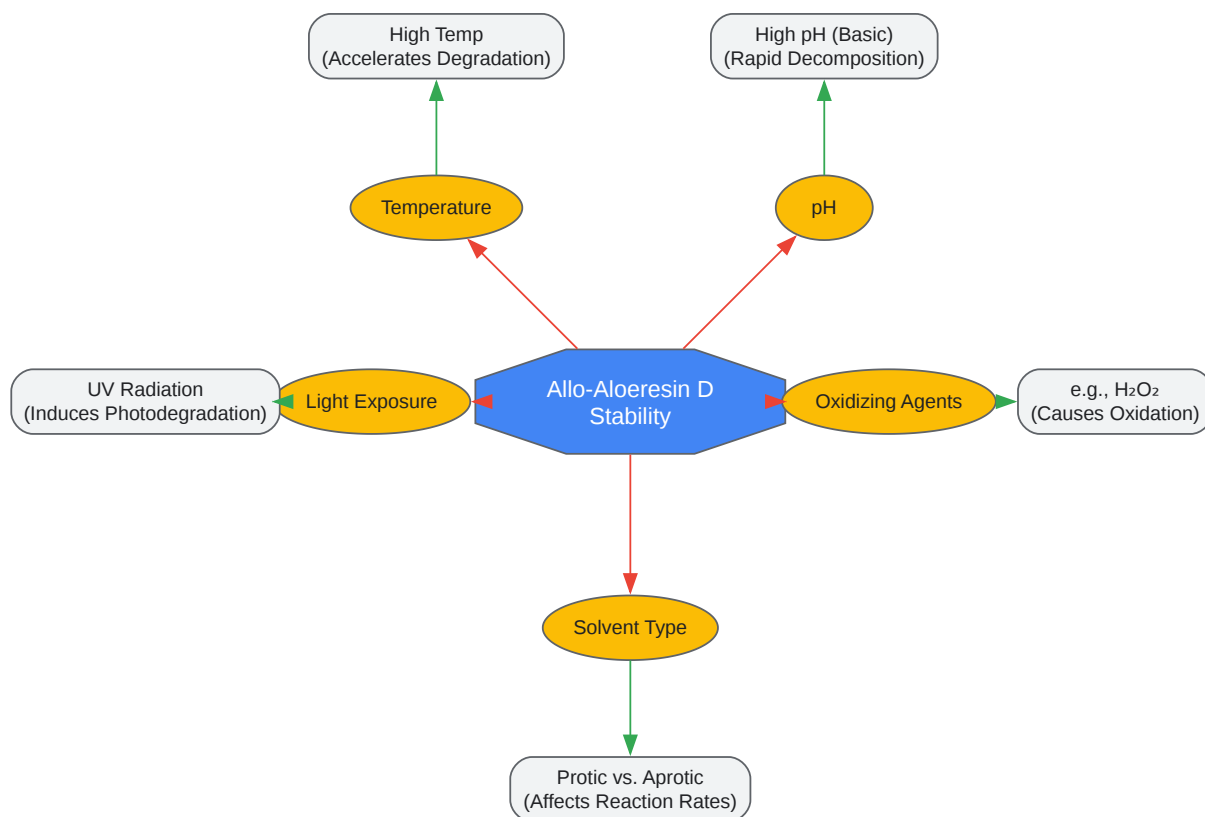 High Temp
(Accelerates Degradation)
High pH (Basic)
(Rapid Decomposition)
Temperature
pH
UV Radiation
(Induces Photodegradation)
Light Exposure
Allo-Aloeresin D
Stability
Oxidizing Agents
e.g., H₂O₂
(Causes Oxidation)
Solvent Type
Protic vs. Aprotic
(Affects Reaction Rates)